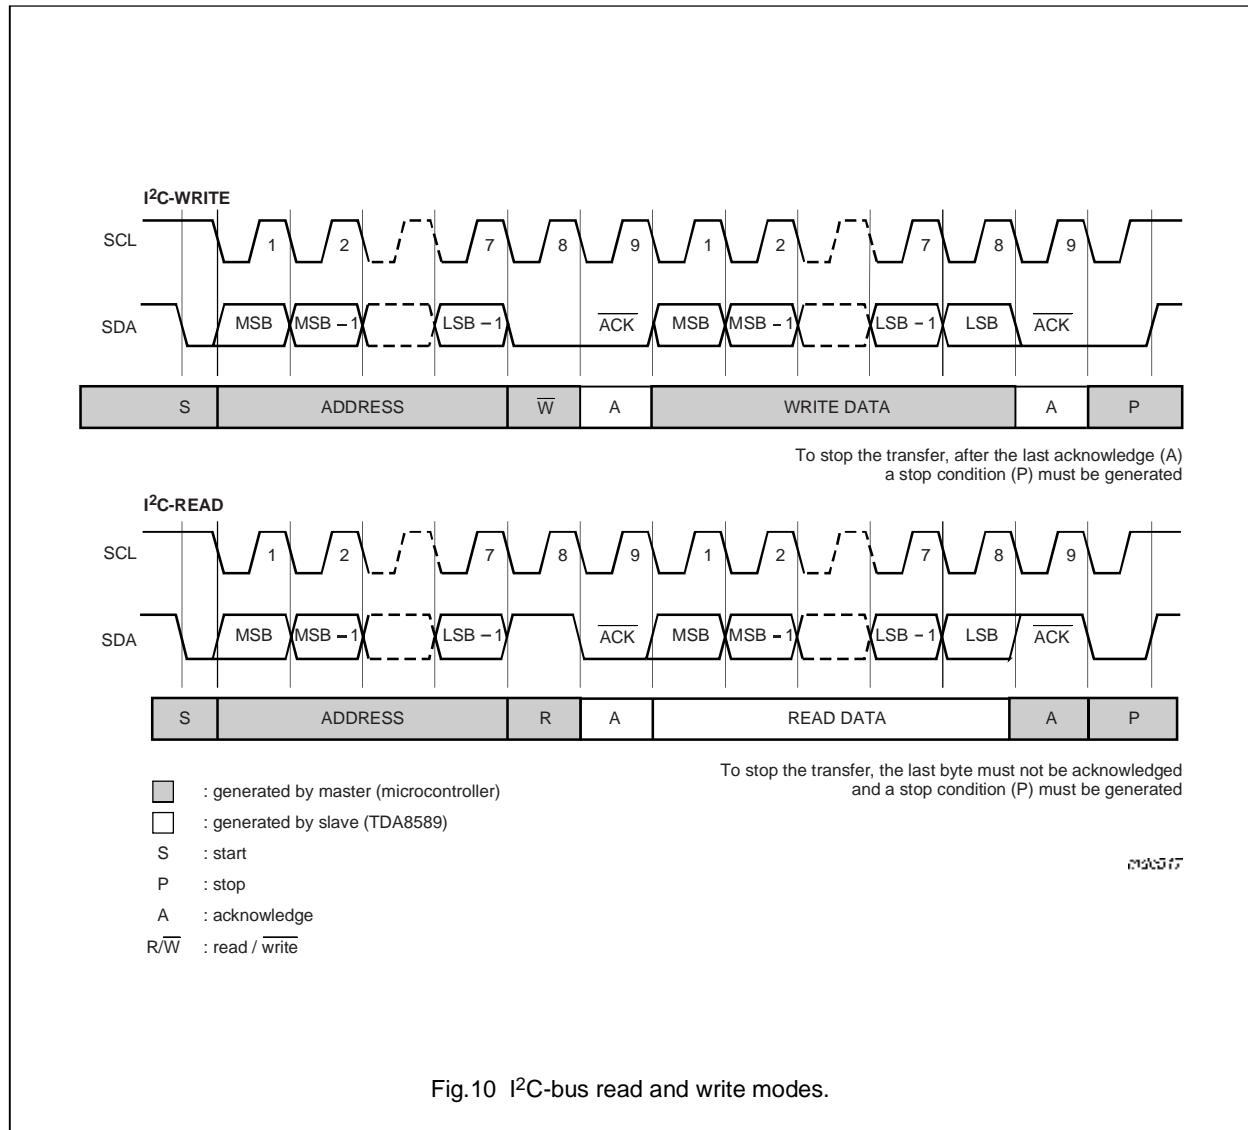 I²C-WRITE
SCL 1 2 7 8 9 1 2 7 8 9
SDA MSB MSB − 1 LSB − 1 ACK MSB MSB − 1 LSB − 1 LSB ACK
S ADDRESS W A WRITE DATA A P
To stop the transfer, after the last acknowledge (A)
a stop condition (P) must be generated
I²C-READ
SCL 1 2 7 8 9 1 2 7 8 9
SDA MSB MSB − 1 LSB − 1 ACK MSB MSB − 1 LSB − 1 LSB ACK
S ADDRESS R A READ DATA A P
To stop the transfer, the last byte must not be acknowledged
and a stop condition (P) must be generated
: generated by master (microcontroller)
: generated by slave (TDA8589)
S : start
P : stop
A : acknowledge
R/W : read / write
Fig.10 I²C-bus read and write modes.